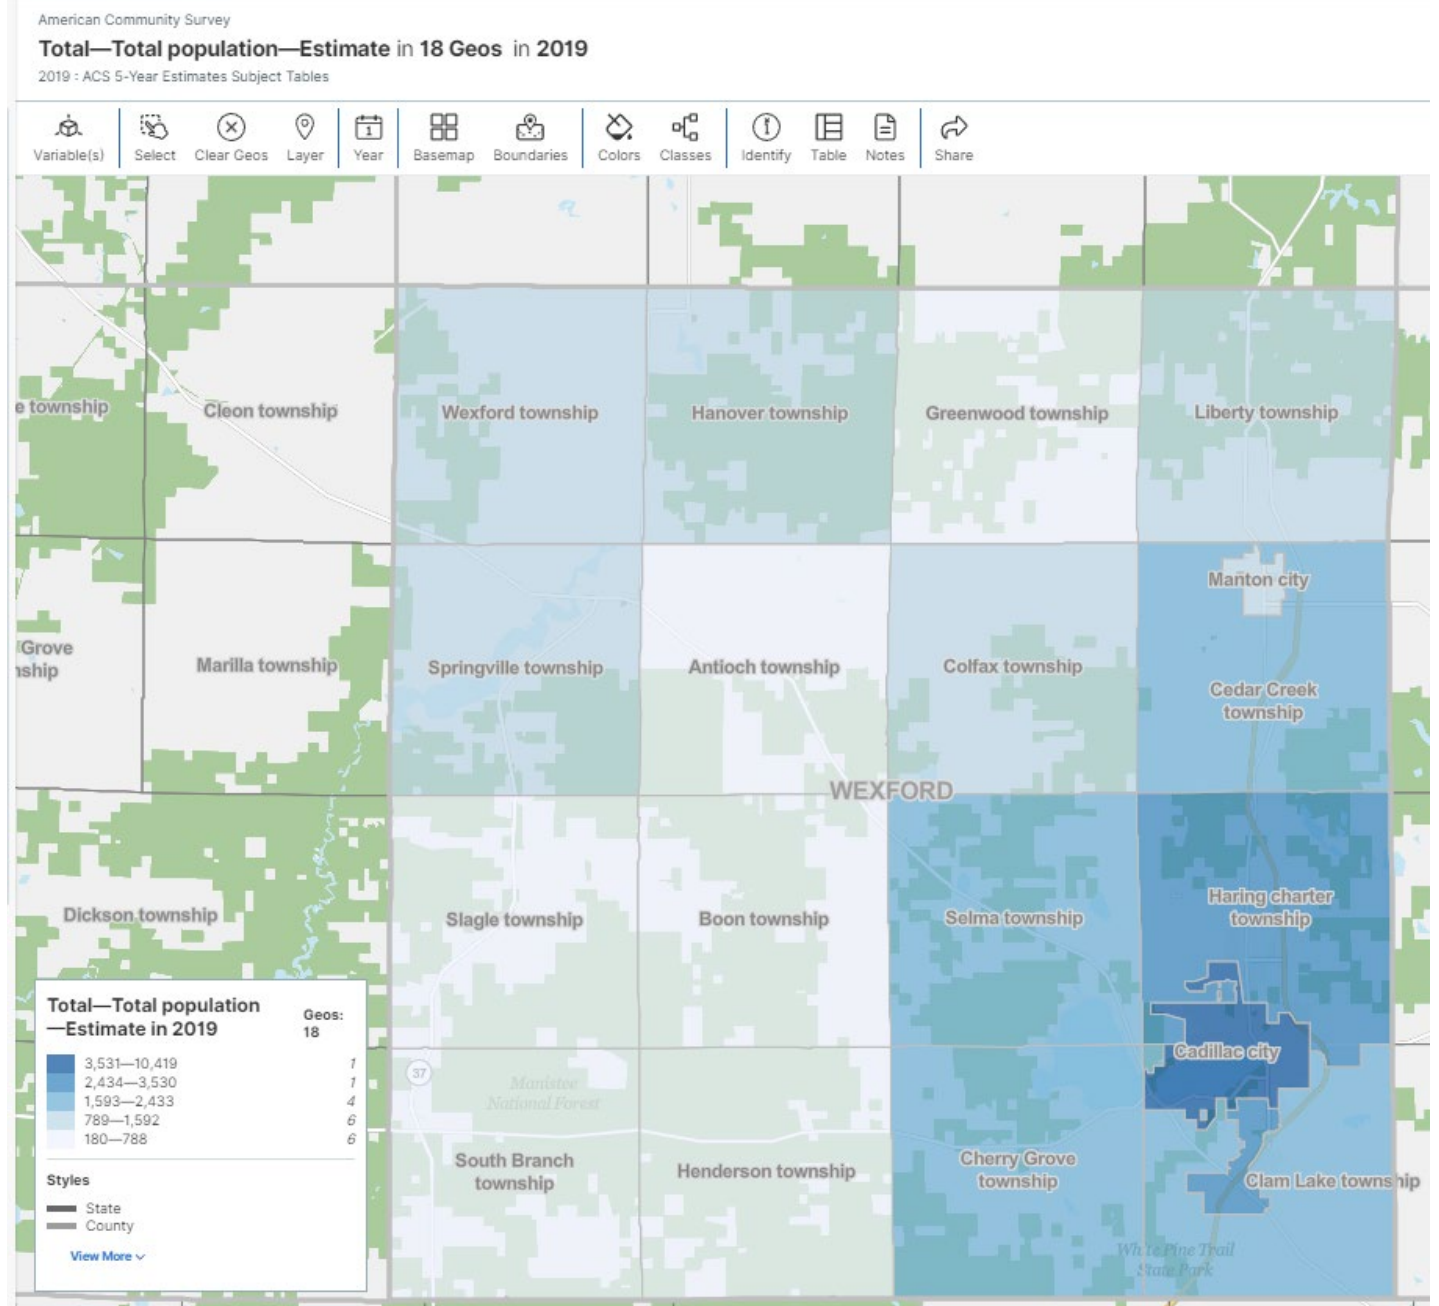 American Community Survey
Total—Total population—Estimate in 18 Geos in 2019
2019 : ACS 5-Year Estimates Subject Tables
Variable(s) Select Clear Geos Layer 1 Year Basemap Boundaries Colors Classes Identify Table Notes Share
e township
Cleon township
Wexford township
Hanover township
Greenwood township
Liberty township
Manton city
Grove
nship
Marilla township
Springville township
Antioch township
Colfax township
Cedar Creek
township
WEXFORD
Dickson township
Slagle township
Boon township
Selma township
Haring charter
township
Cadillac city
37
Manistee
National Forest
South Branch
township
Henderson township
Cherry Grove
township
Clam Lake township
White Pine Trail
State Park
Total—Total population
—Estimate in 2019
Geos:
18
3,531—10,419 1
2,434—3,530 1
1,593—2,433 4
789—1,592 6
180—788 6
Styles
State
County
View More